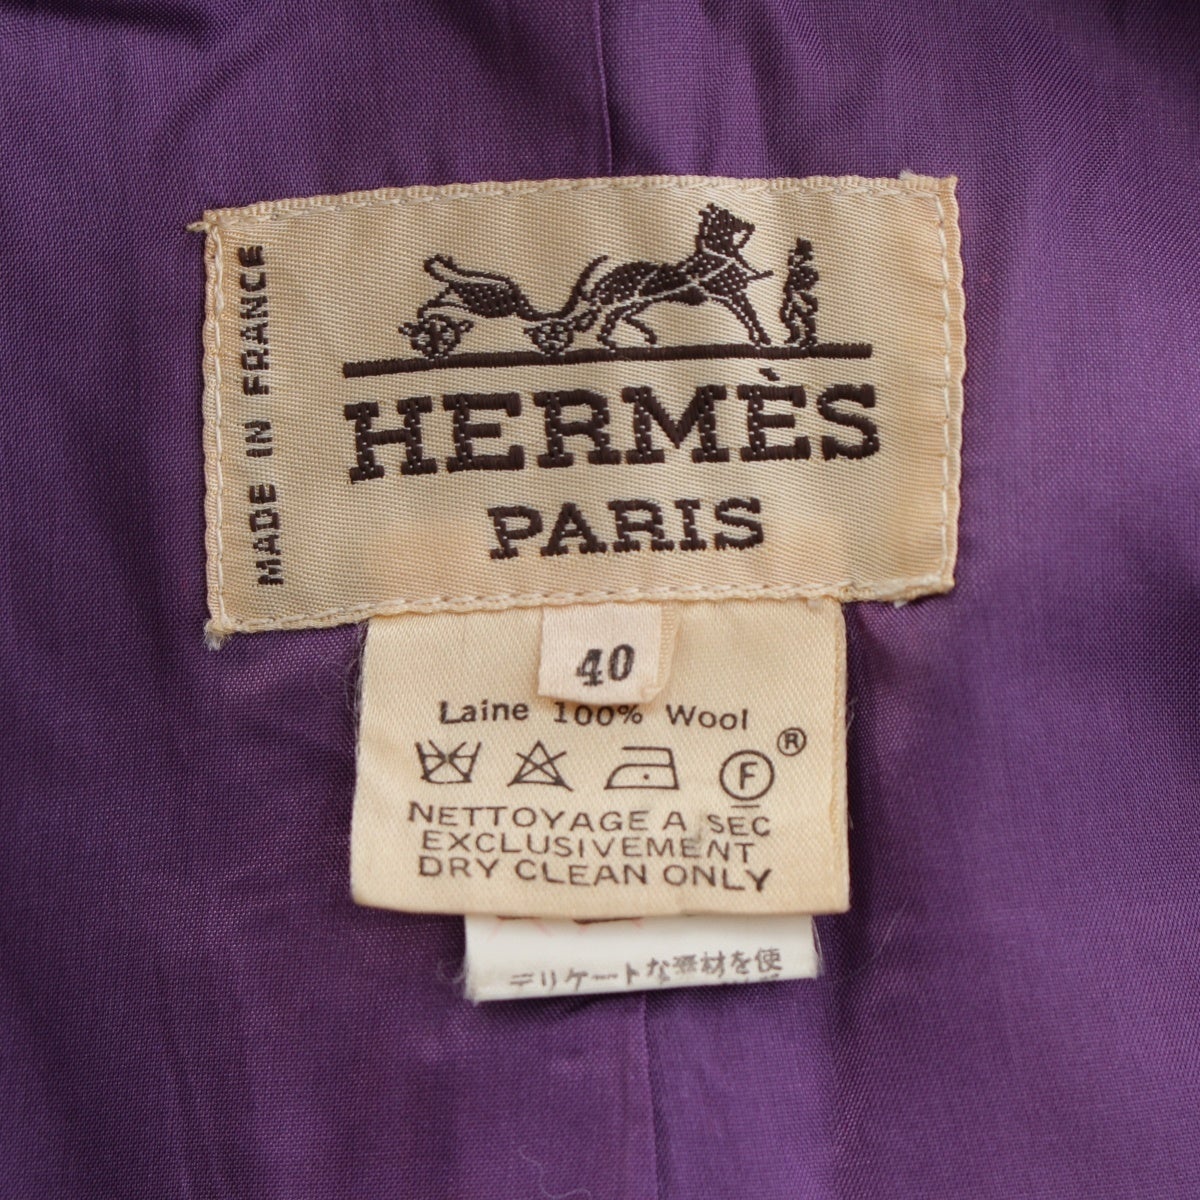 MADE IN FRANCE
HERMÈS
PARIS
40
Laine 100% Wool
F ®
NETTOYAGE A SEC
EXCLUSIVEMENT
DRY CLEAN ONLY
デリケートな素材を使